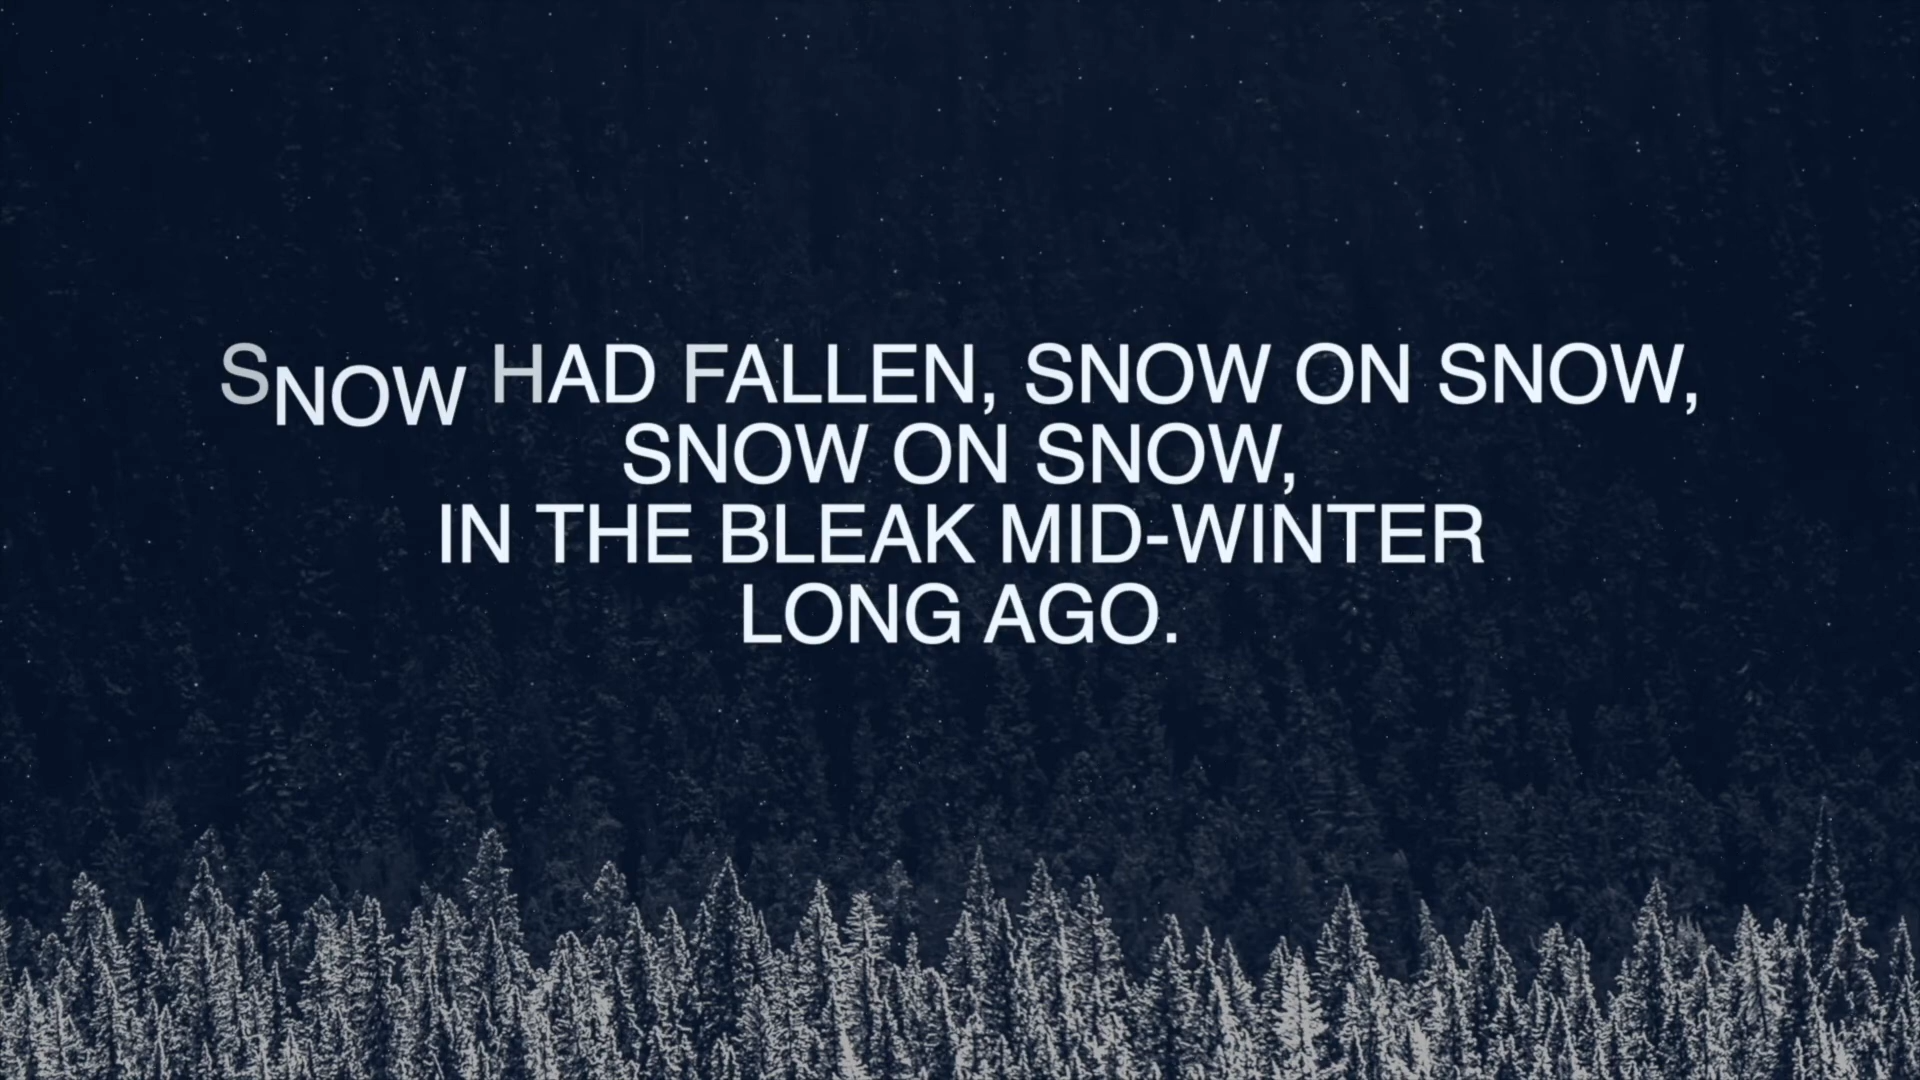 SNOW HAD FALLEN, SNOW ON SNOW,
SNOW ON SNOW,
IN THE BLEAK MID-WINTER
LONG AGO.